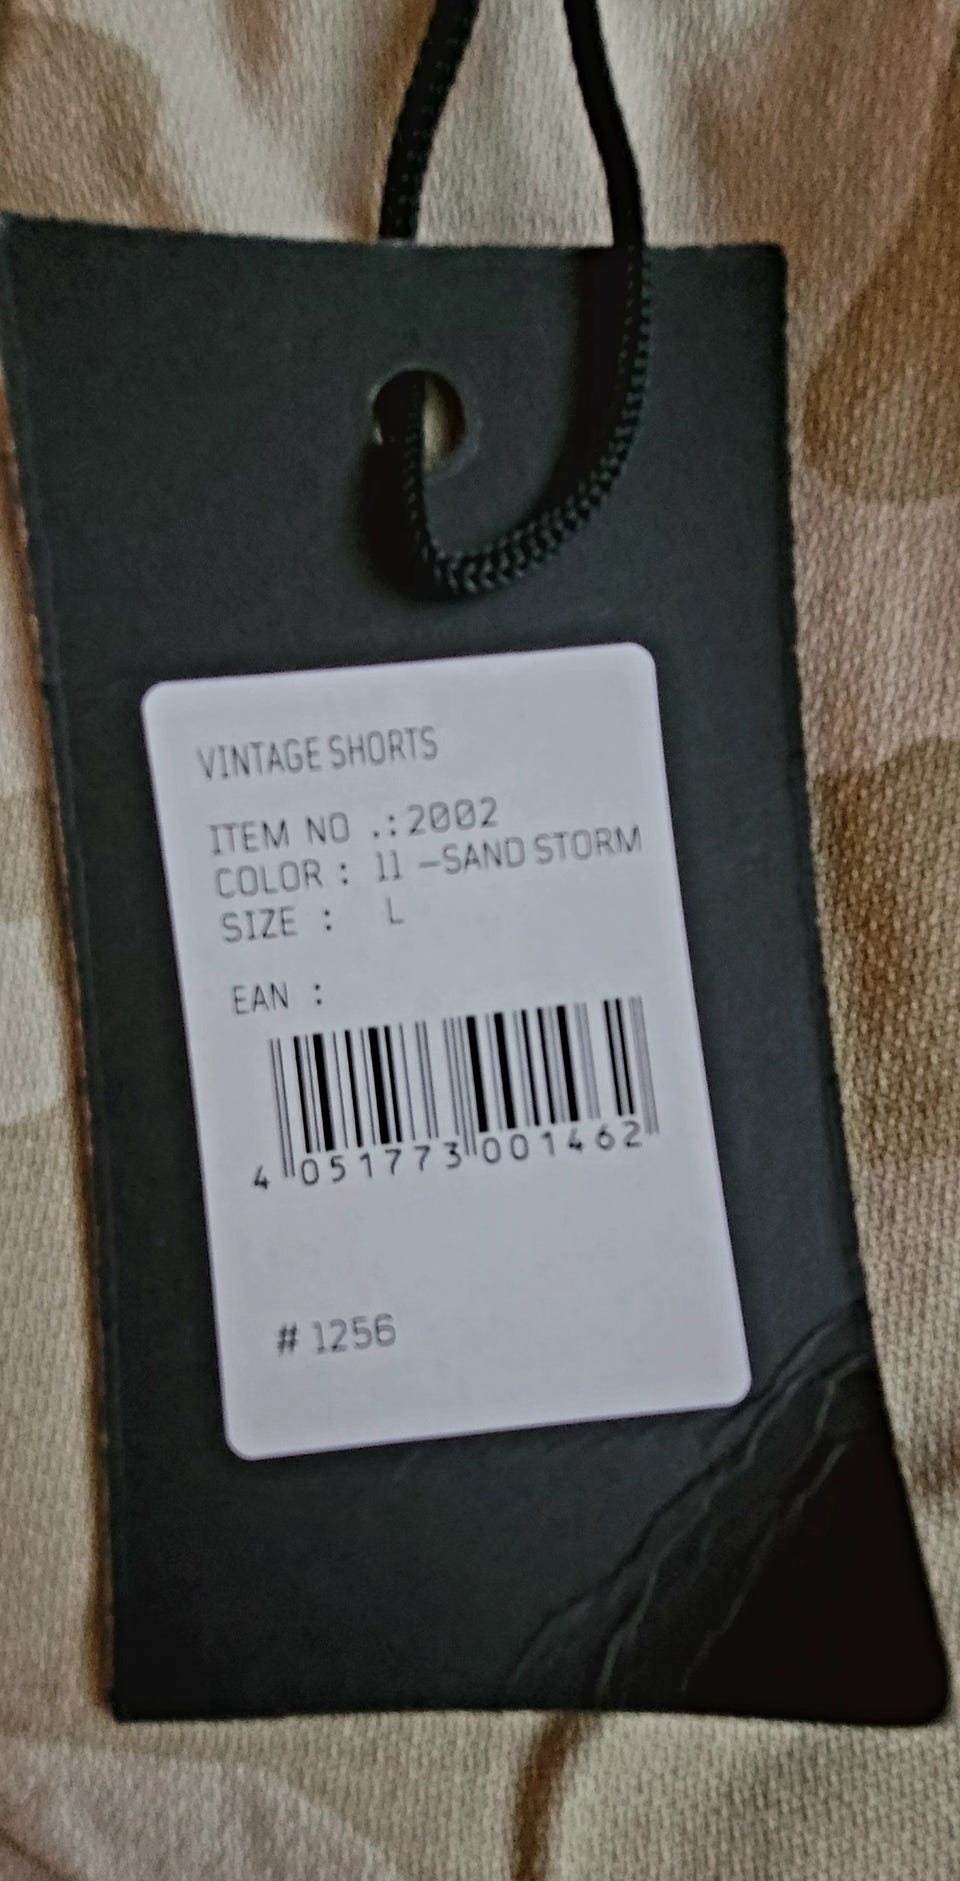 VINTAGE SHORTS
ITEM NO .:2002
COLOR : 11 -SAND STORM
SIZE : L
EAN :
4 051773 001462
# 1256